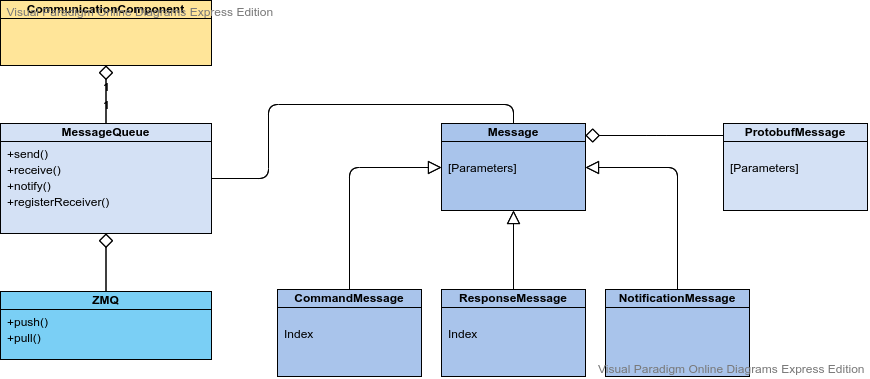 CommunicationComponent
Visual Paradigm Online Diagrams Express Edition
1
1
MessageQueue
+send()
+receive()
+notify()
+registerReceiver()
Message
[Parameters]
ProtobufMessage
[Parameters]
ZMQ
+push()
+pull()
CommandMessage
Index
ResponseMessage
Index
NotificationMessage
Visual Paradigm Online Diagrams Express Edition